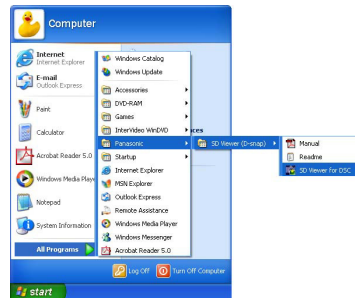 Computer
Internet
Internet Explorer
E-mail
Outlook Express
Paint
Calculator
Acrobat Reader 5.0
Windows Media Playe
Notepad
System Information
All Programs
Windows Catalog
Windows Update
Accessories
DVD-RAM
Games
InterVideo WinDVD
Panasonic
Startup
Internet Explorer
MSN Explorer
Outlook Express
Remote Assistance
Windows Media Player
Windows Messenger
Acrobat Reader 5.0
aces
SD Viewer (D-snap)
Manual
Readme
SD Viewer for DSC
Log Off
Turn Off Computer
start